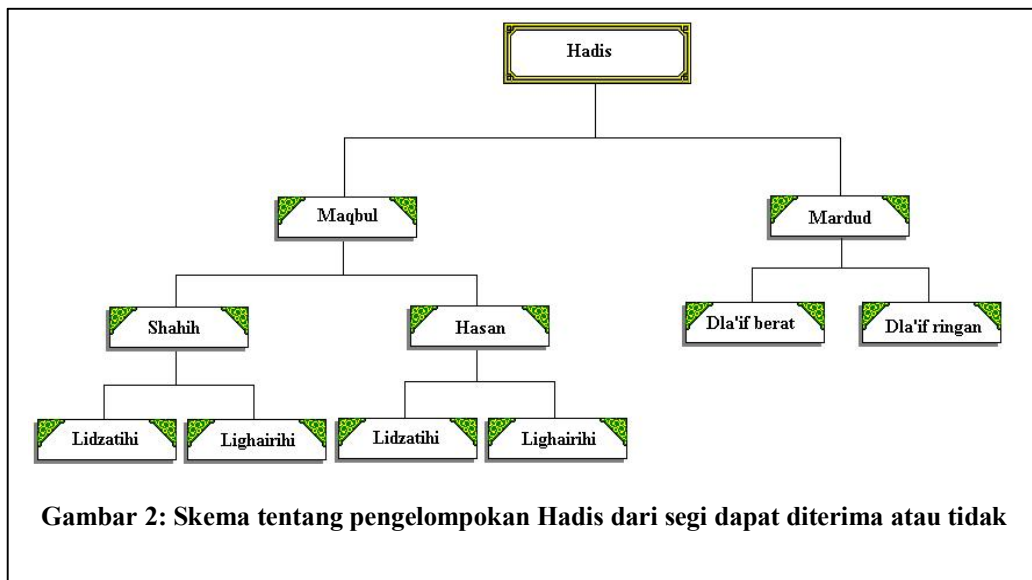 Hadis
Maqbul
Mardud
Shahih
Hasan
Dla'if berat
Dla'if ringan
Lidzatihi
Lighairihi
Lidzatihi
Lighairihi
Gambar 2: Skema tentang pengelompokan Hadis dari segi dapat diterima atau tidak